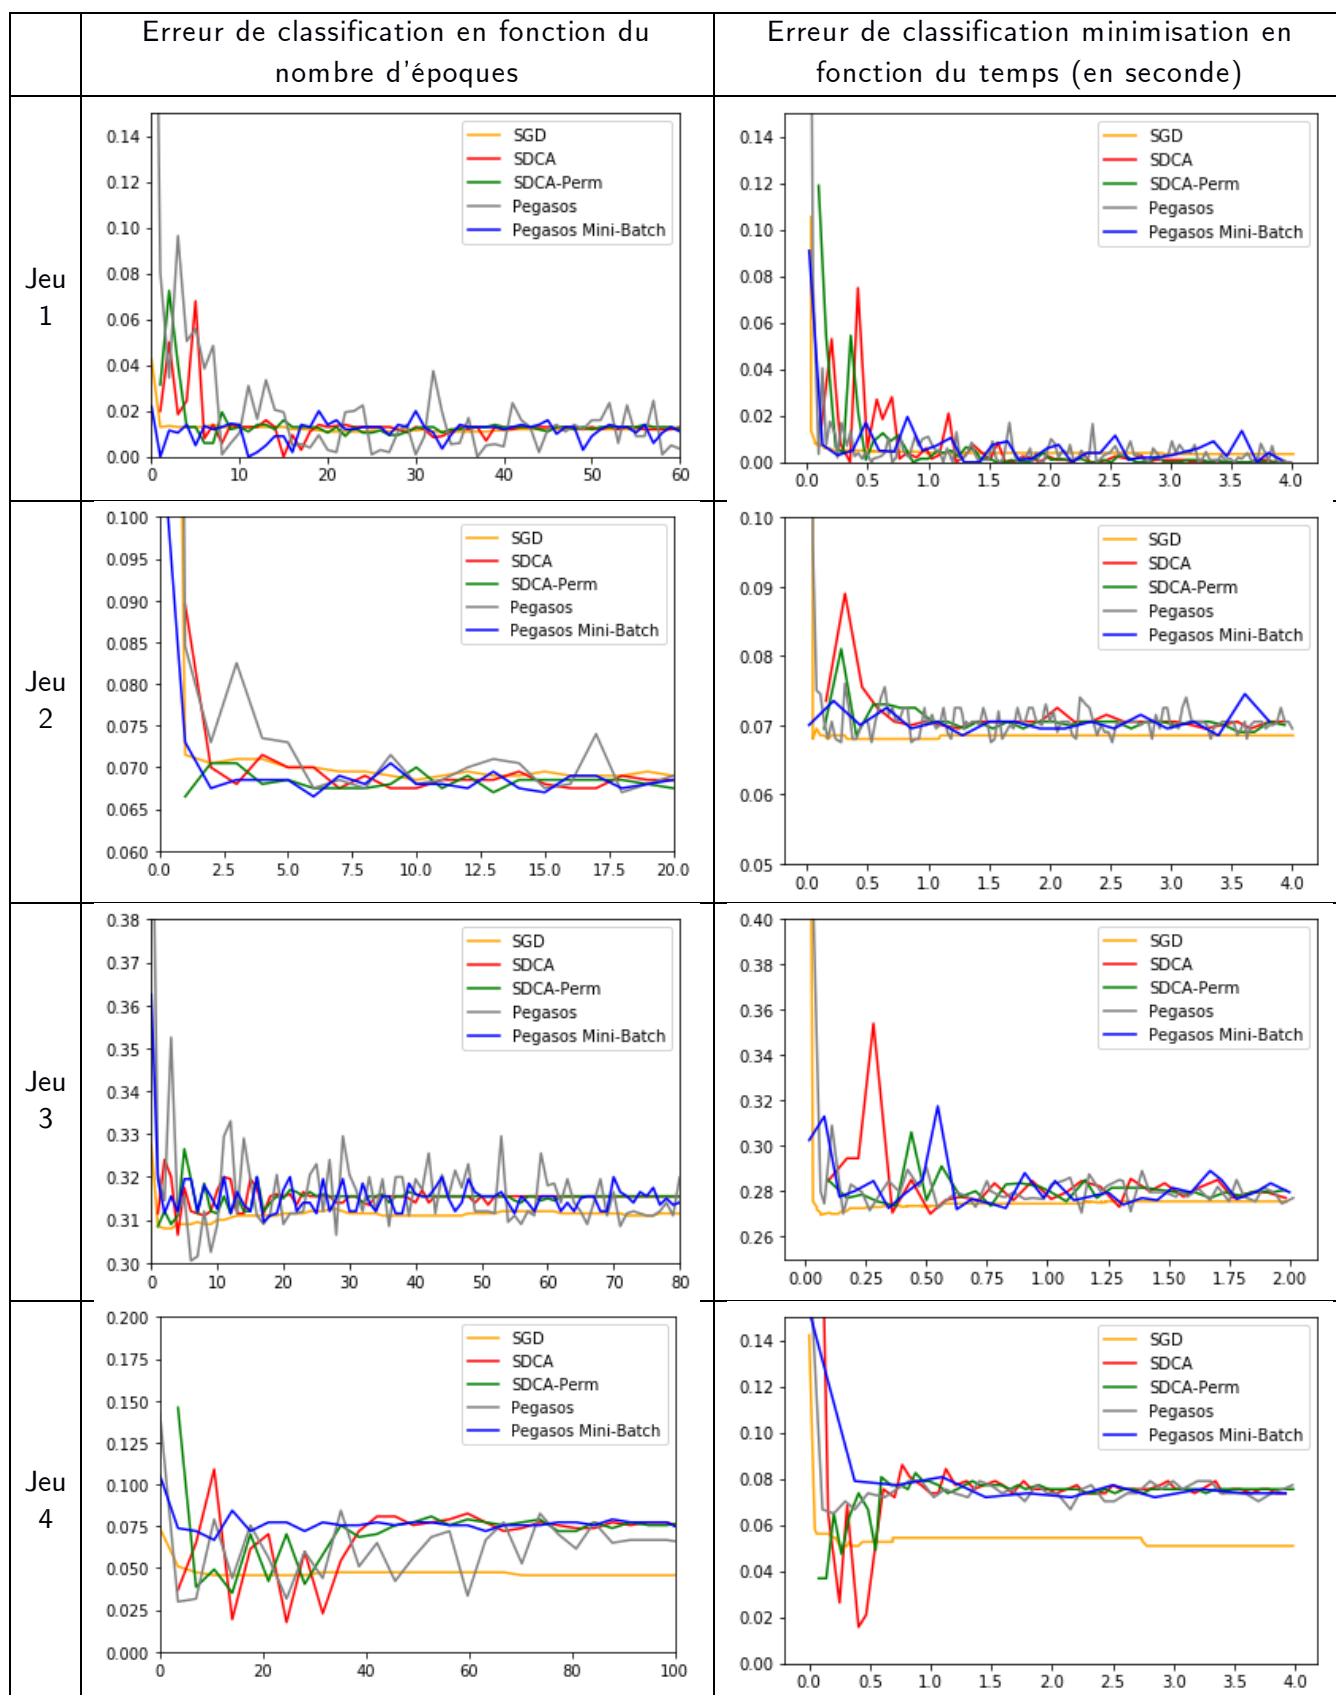 Erreur de classification en fonction du
nombre d'époques
Erreur de classification minimisation en
fonction du temps (en seconde)
Jeu
1
0.14
0.12
0.10
0.08
0.06
0.04
0.02
0.00
0
10
20
30
40
50
60
SGD
SDCA
SDCA-Perm
Pegasos
Pegasos Mini-Batch
0.14
0.12
0.10
0.08
0.06
0.04
0.02
0.00
0.0
0.5
1.0
1.5
2.0
2.5
3.0
3.5
4.0
SGD
SDCA
SDCA-Perm
Pegasos
Pegasos Mini-Batch
Jeu
2
0.100
0.095
0.090
0.085
0.080
0.075
0.070
0.065
0.060
0.0
2.5
5.0
7.5
10.0
12.5
15.0
17.5
20.0
SGD
SDCA
SDCA-Perm
Pegasos
Pegasos Mini-Batch
0.10
0.09
0.08
0.07
0.06
0.05
0.0
0.5
1.0
1.5
2.0
2.5
3.0
3.5
4.0
SGD
SDCA
SDCA-Perm
Pegasos
Pegasos Mini-Batch
Jeu
3
0.38
0.37
0.36
0.35
0.34
0.33
0.32
0.31
0.30
0
10
20
30
40
50
60
70
80
SGD
SDCA
SDCA-Perm
Pegasos
Pegasos Mini-Batch
0.40
0.38
0.36
0.34
0.32
0.30
0.28
0.26
0.00
0.25
0.50
0.75
1.00
1.25
1.50
1.75
2.00
SGD
SDCA
SDCA-Perm
Pegasos
Pegasos Mini-Batch
Jeu
4
0.200
0.175
0.150
0.125
0.100
0.075
0.050
0.025
0.000
0
20
40
60
80
100
SGD
SDCA
SDCA-Perm
Pegasos
Pegasos Mini-Batch
0.14
0.12
0.10
0.08
0.06
0.04
0.02
0.00
0.0
0.5
1.0
1.5
2.0
2.5
3.0
3.5
4.0
SGD
SDCA
SDCA-Perm
Pegasos
Pegasos Mini-Batch